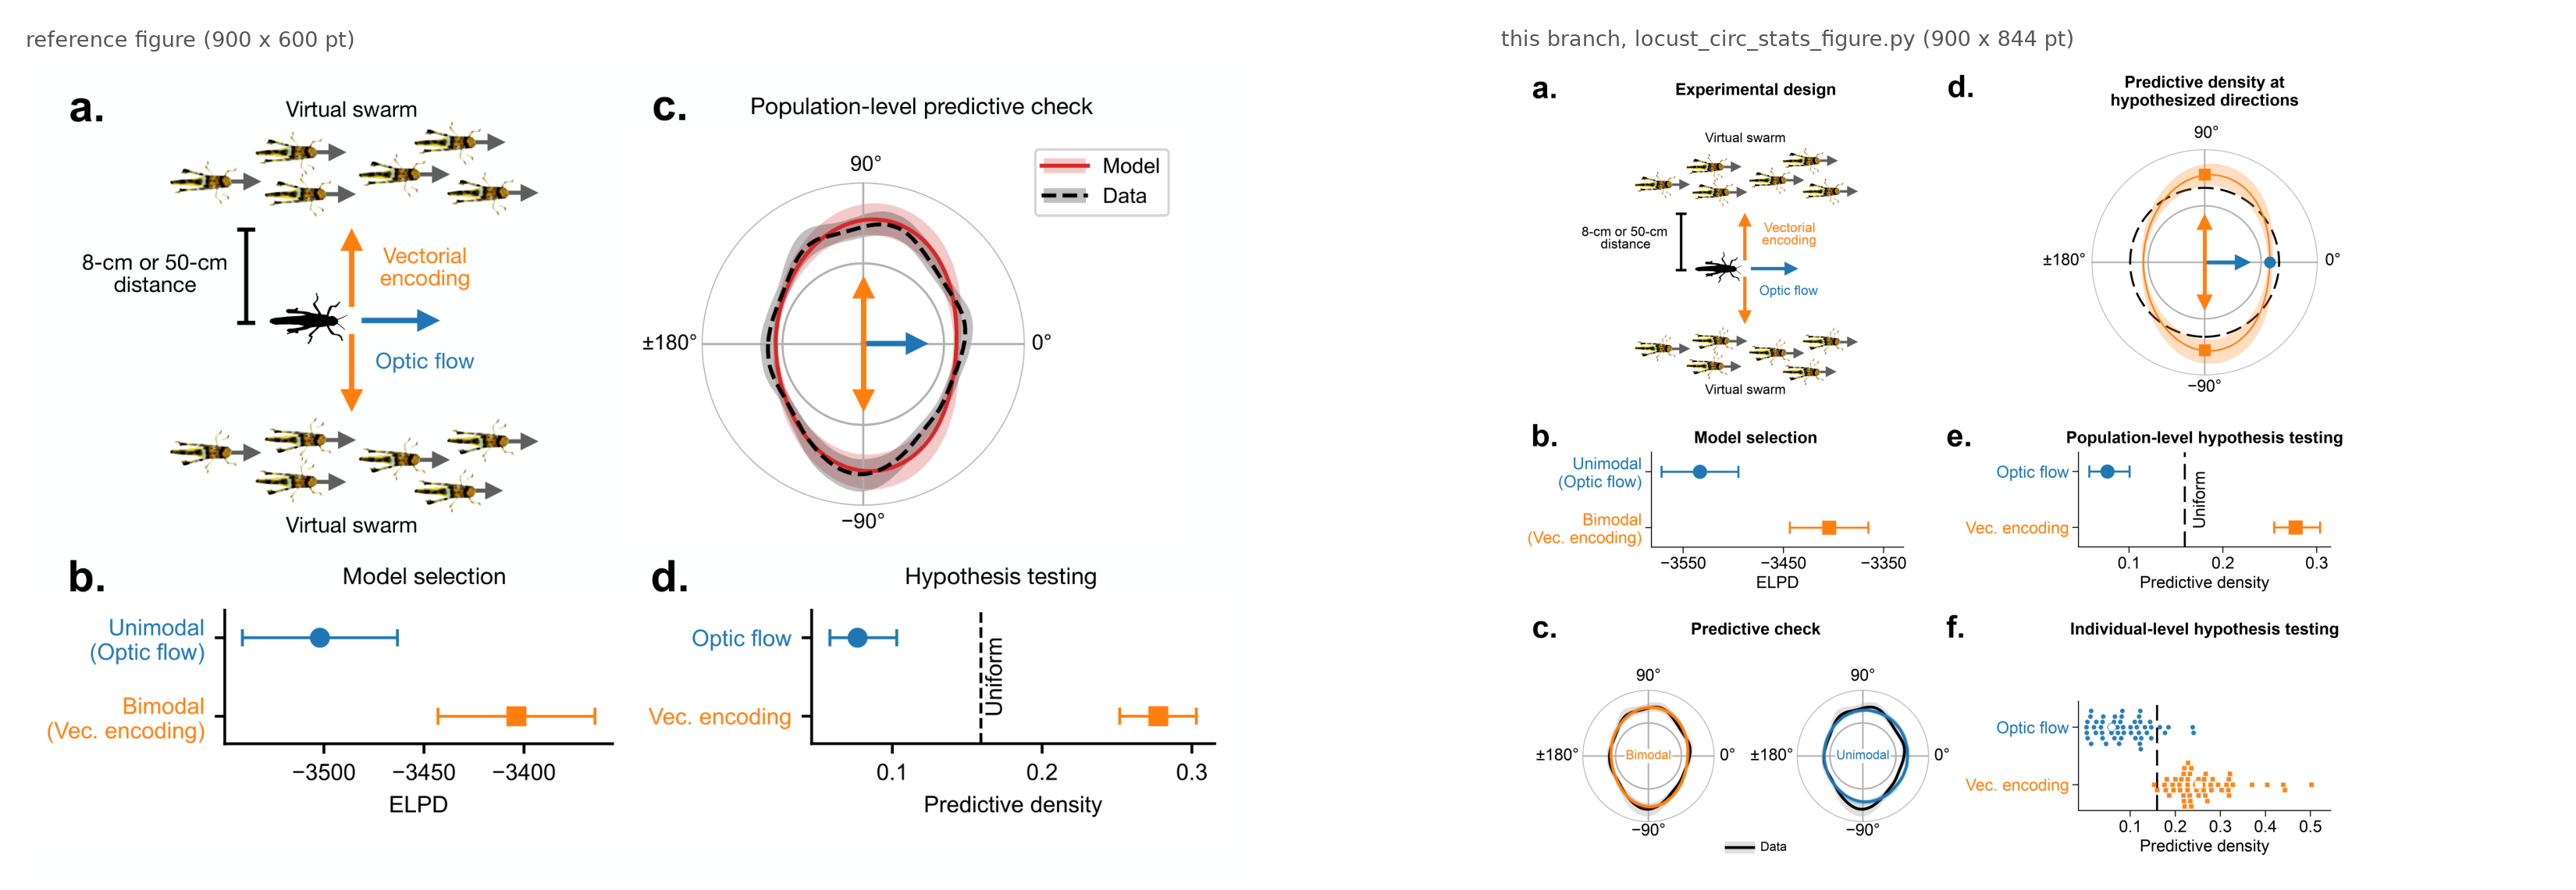 reference figure (900 x 600 pt)
a.
Virtual swarm
8-cm or 50-cm
distance
Vectorial
encoding
Optic flow
Virtual swarm
b.
Model selection
Unimodal
(Optic flow)
Bimodal
(Vec. encoding)
−3500
−3450
−3400
ELPD
c.
Population-level predictive check
Model
Data
90°
±180°
0°
−90°
d.
Hypothesis testing
Optic flow
Vec. encoding
Uniform
0.1
0.2
0.3
Predictive density
this branch, locust_circ_stats_figure.py (900 x 844 pt)
a.
Experimental design
Virtual swarm
8-cm or 50-cm
distance
Vectorial
encoding
Optic flow
Virtual swarm
b.
Model selection
Unimodal
(Optic flow)
Bimodal
(Vec. encoding)
−3550
−3450
−3350
ELPD
c.
Predictive check
90°
±180°
Bimodal
0°
−90°
90°
±180°
Unimodal
0°
−90°
Data
d.
Predictive density at
hypothesized directions
90°
±180°
0°
−90°
e.
Population-level hypothesis testing
Optic flow
Vec. encoding
Uniform
0.1
0.2
0.3
Predictive density
f.
Individual-level hypothesis testing
Optic flow
Vec. encoding
0.1
0.2
0.3
0.4
0.5
Predictive density